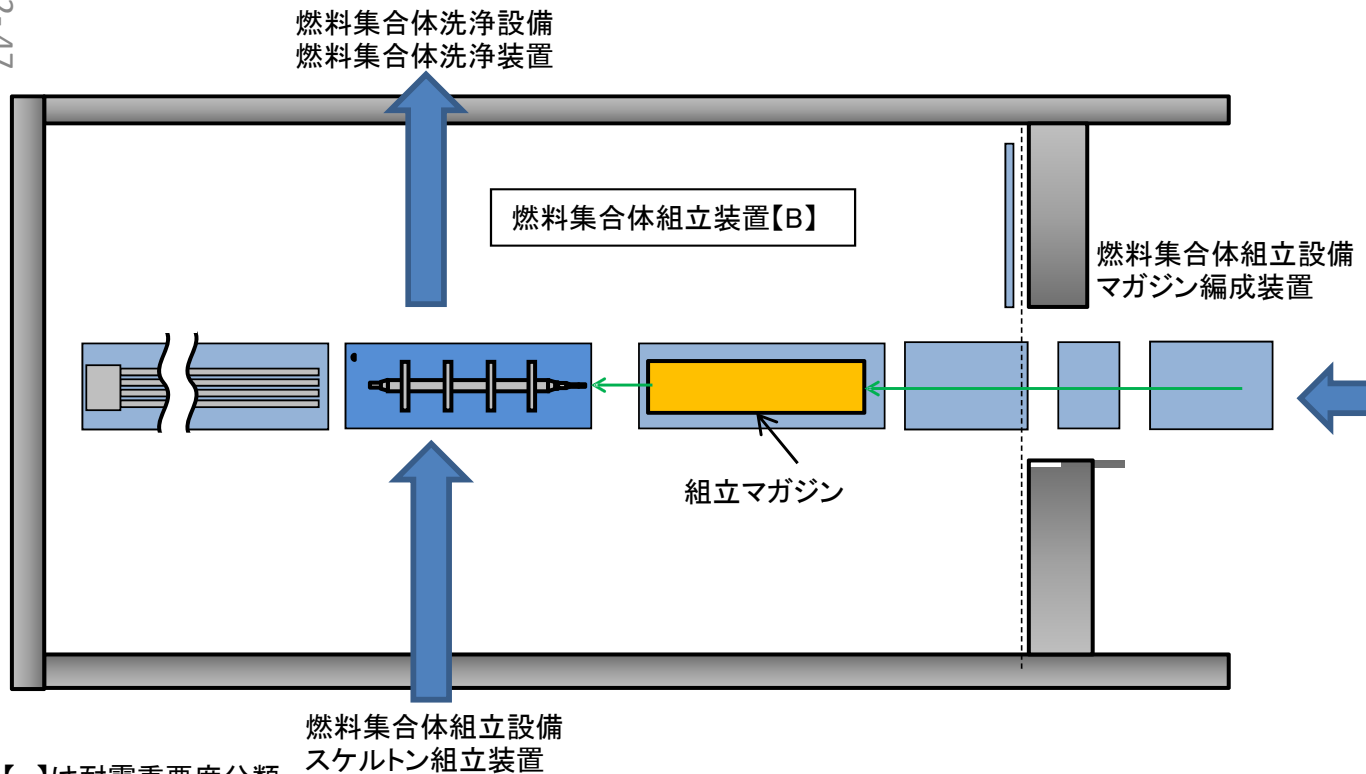 燃料集合体洗浄設備
燃料集合体洗浄装置
燃料集合体組立装置【B】
燃料集合体組立設備
マガジン編成装置
組立マガジン
燃料集合体組立設備
スケルトン組立装置
【 】は耐震重要度分類